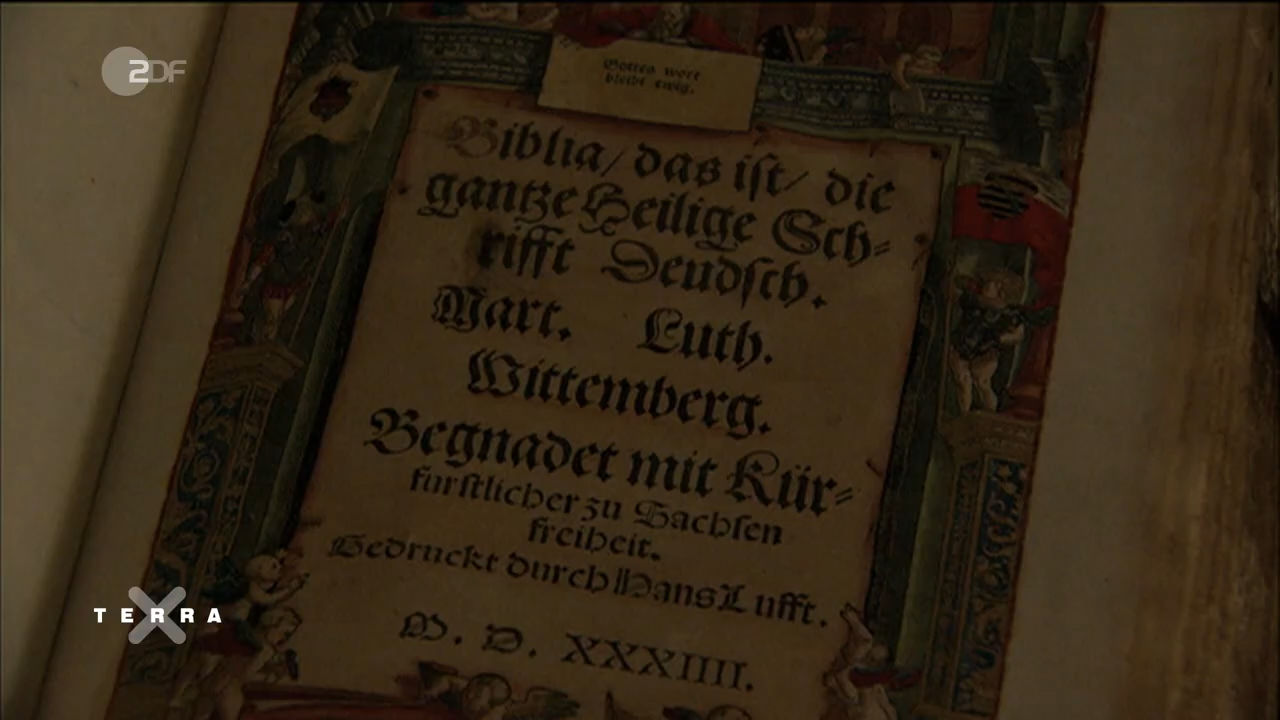 ZDF
Gottes wort
bleibt ewig.
Biblia/ das iſt/ die
gantze Heilige Sch⸗
rifft Deudſch.
Mart. Luth.
Wittemberg.
Begnadet mit Kür⸗
furſtlicher zu Sachſen
freiheit.
Gedruckt durch Hans Lufft.
M. D. XXXIIII.
TERRA X